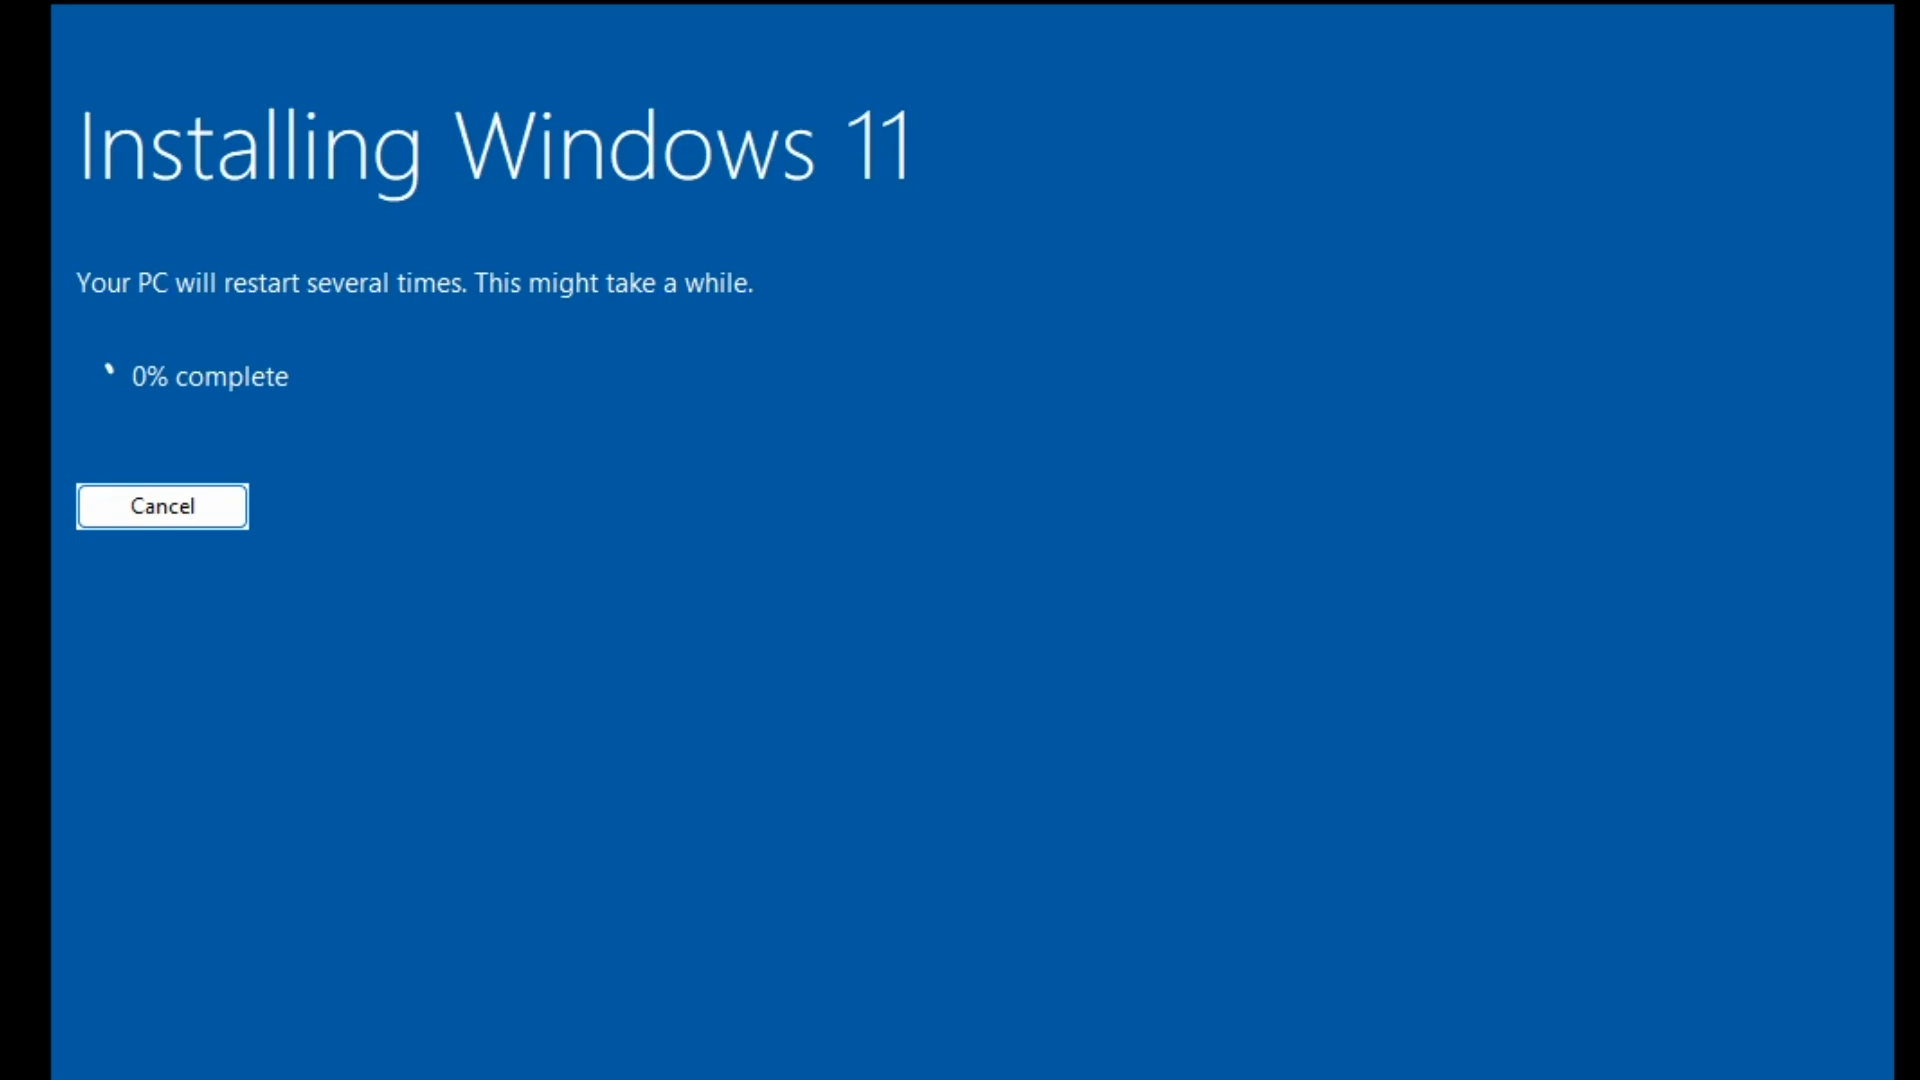 Installing Windows 11
Your PC will restart several times. This might take a while.
0% complete
Cancel